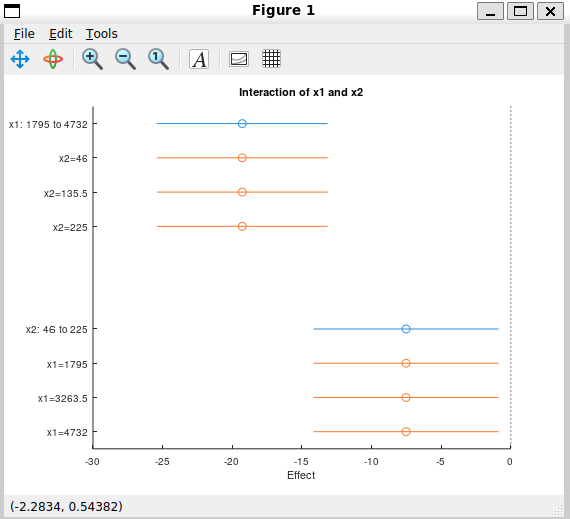 Figure 1
File Edit Tools
1 A
Interaction of x1 and x2
x1: 1795 to 4732
x2=46
x2=135.5
x2=225
x2: 46 to 225
x1=1795
x1=3263.5
x1=4732
-30 -25 -20 -15 -10 -5 0
Effect
(-2.2834, 0.54382)